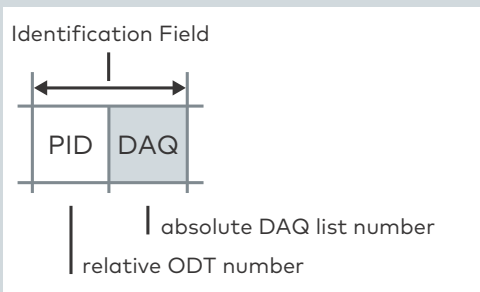 Identification Field
PID DAQ
absolute DAQ list number
relative ODT number